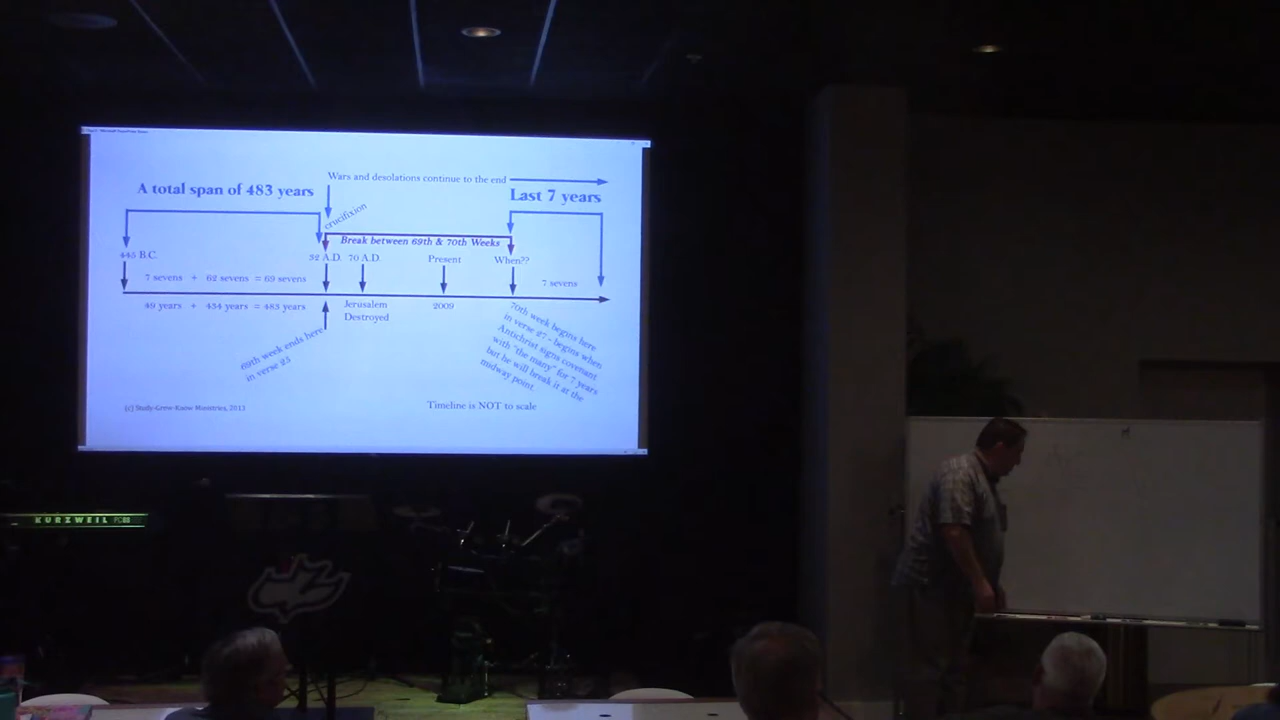 Wars and desolations continue to the end
A total span of 483 years
Last 7 years
crucifixion
Break between 69th & 70th Weeks
445 B.C.
32 A.D.
70 A.D.
Present
When??
7 sevens + 62 sevens = 69 sevens
7 sevens
49 years + 434 years = 483 years
Jerusalem
Destroyed
2009
69th week ends here
in verse 25
70th week begins here
in verse 27 - begins when
Antichrist signs covenant
with "the many" for 7 years
but he will break it at the
midway point.
(c) Study-Grow-Know Ministries, 2013
Timeline is NOT to scale
KURZWEIL